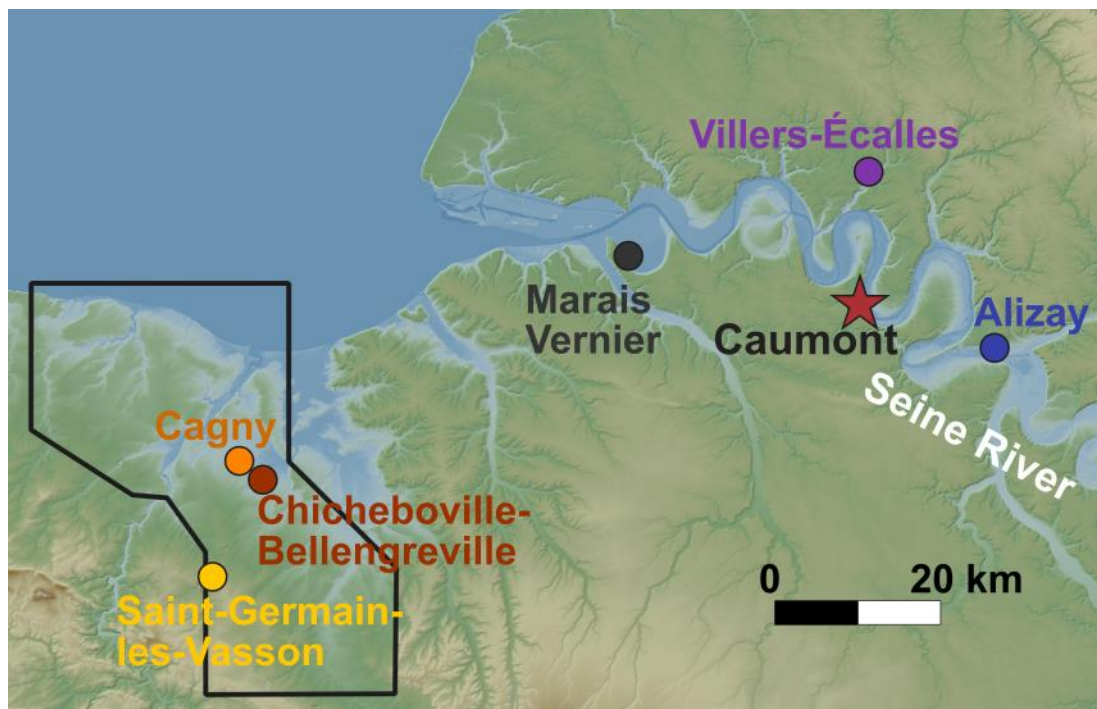 Villers-Écalles
Marais
Vernier
Caumont
Alizay
Seine River
Cagny
Chicheboville-
Bellengreville
Saint-Germain-
les-Vasson
0 20 km